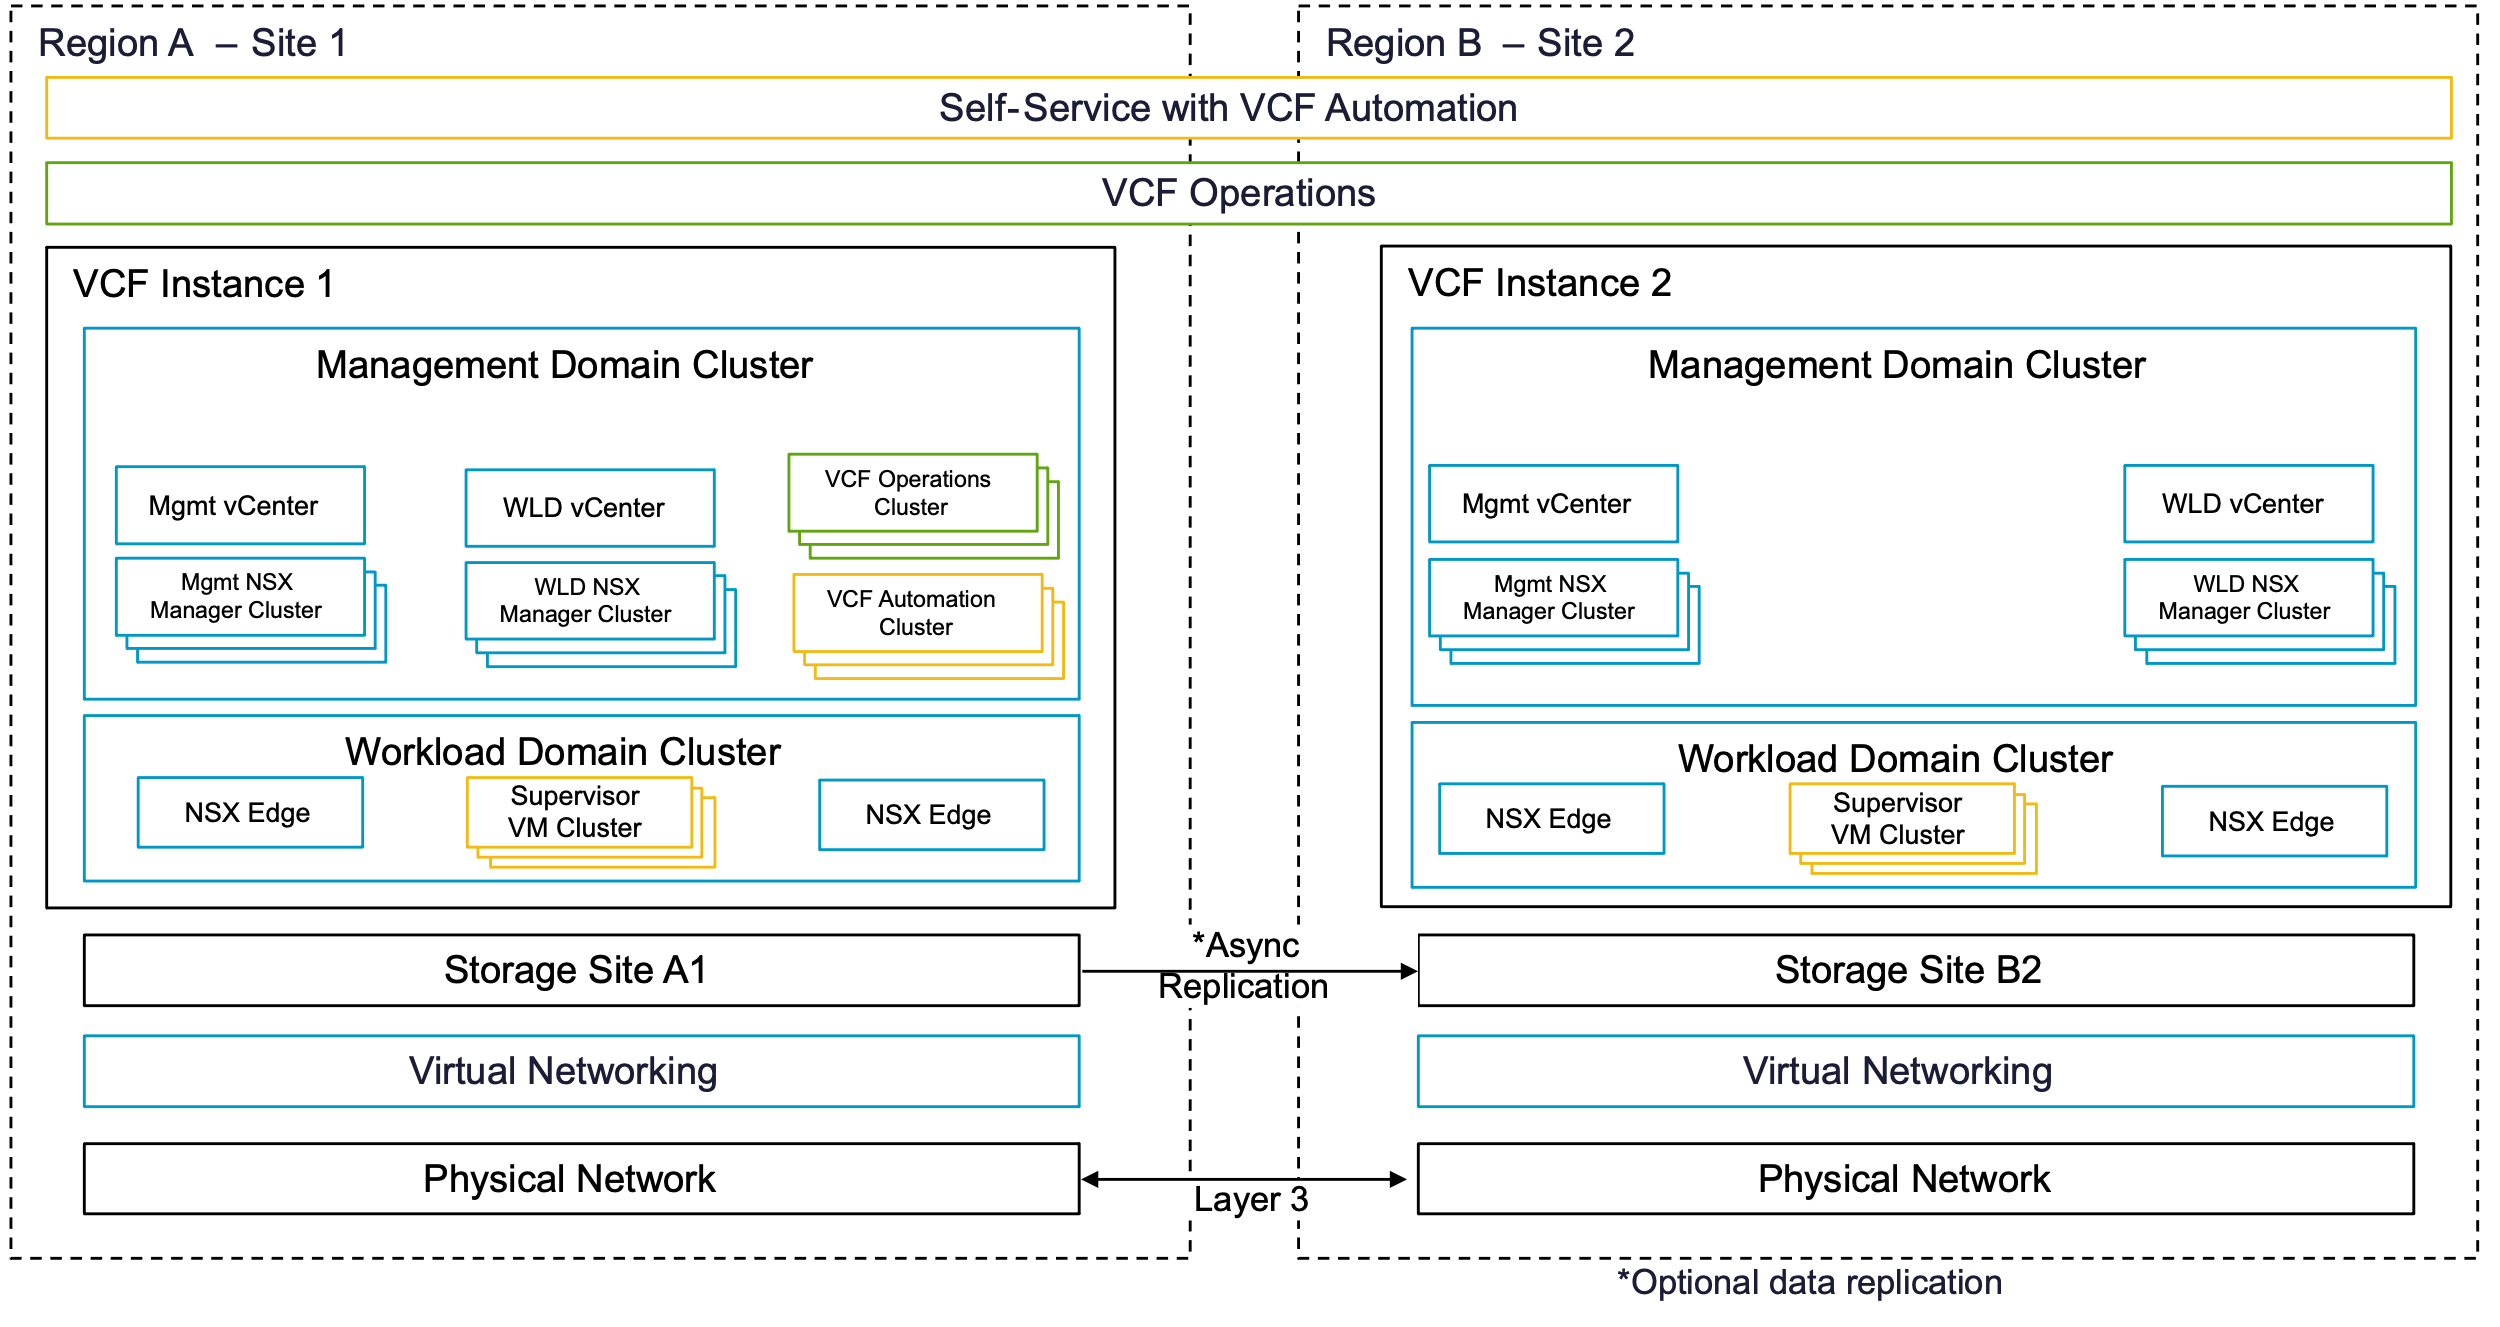 Region A – Site 1
Region B – Site 2
Self-Service with VCF Automation
VCF Operations
VCF Instance 1
Management Domain Cluster
Mgmt vCenter
WLD vCenter
VCF Operations
Cluster
Mgmt NSX
Manager Cluster
WLD NSX
Manager Cluster
VCF Automation
Cluster
Workload Domain Cluster
NSX Edge
Supervisor
VM Cluster
NSX Edge
VCF Instance 2
Management Domain Cluster
Mgmt vCenter
WLD vCenter
Mgmt NSX
Manager Cluster
WLD NSX
Manager Cluster
Workload Domain Cluster
NSX Edge
Supervisor
VM Cluster
NSX Edge
Storage Site A1
*Async
Replication
Storage Site B2
Virtual Networking
Virtual Networking
Physical Network
Layer 3
Physical Network
*Optional data replication